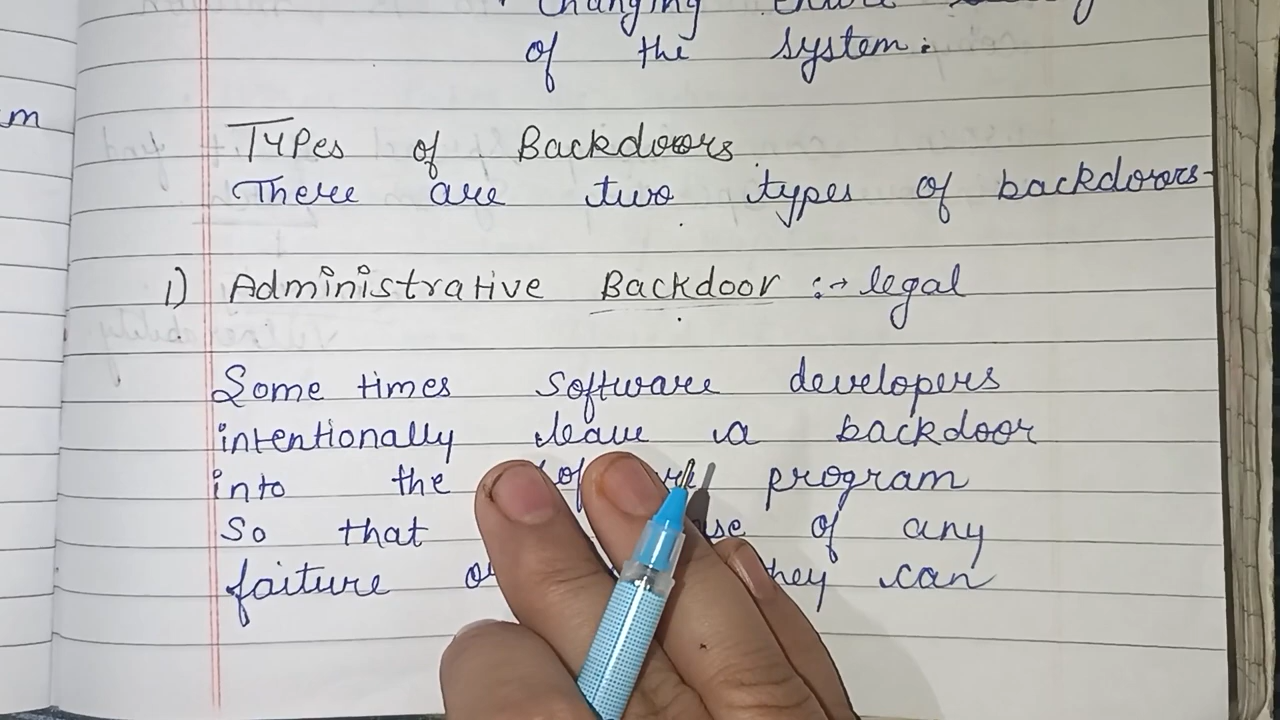 of the system.
m
Types of Backdoors
There are two types of backdoors-
1) Administrative Backdoor :→ legal
Some times software developers
intentionally leave a backdoor
into the program
So that of any
faiture they can